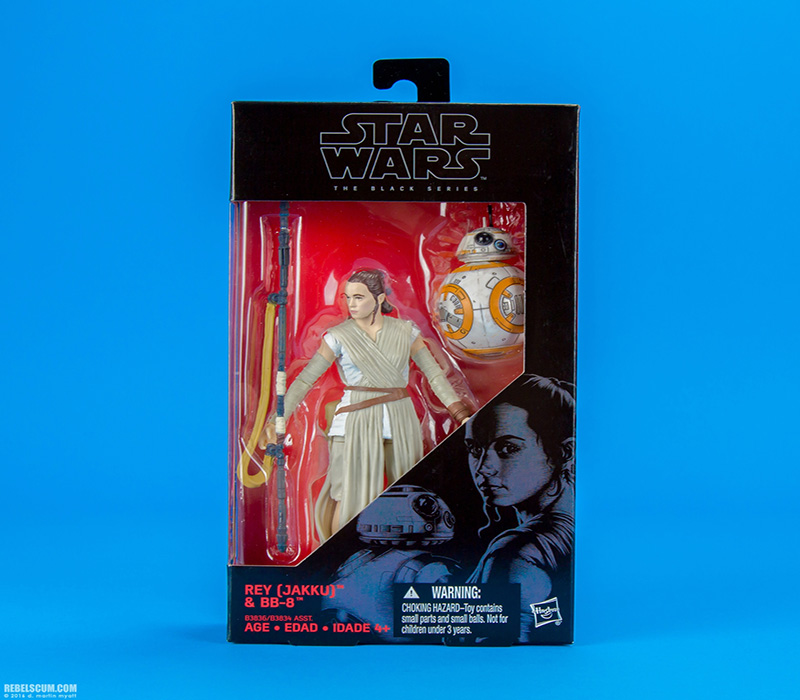 STAR
WARS™
THE BLACK SERIES
REY (JAKKU)™
& BB-8™
B3836/B3834 ASST.
AGE • EDAD • IDADE 4+
WARNING:
CHOKING HAZARD–Toy contains
small parts and small balls. Not for
children under 3 years.
Hasbro
REBELSCUM.COM
© 2016 d. martin myatt